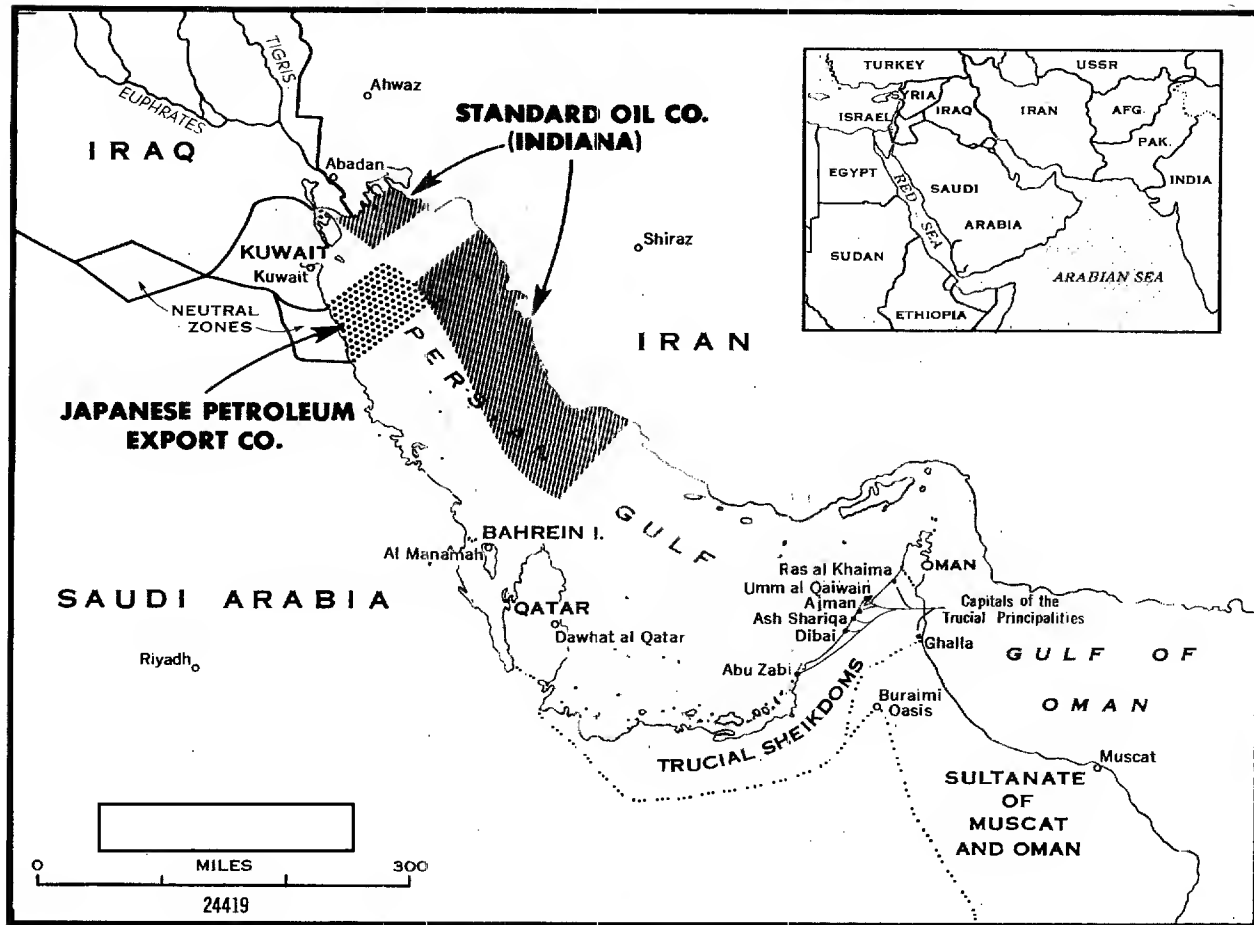 TIGRIS
EUPHRATES
Ahwaz
STANDARD OIL CO.
(INDIANA)
IRAQ
Abadan
KUWAIT
Kuwait
NEUTRAL
ZONES
Shiraz
IRAN
JAPANESE PETROLEUM
EXPORT CO.
PERSIAN
GULF
BAHREIN I.
Al Manamah
SAUDI ARABIA
QATAR
Dawhat al Qatar
Riyadh
Ras al Khaima
OMAN
Umm al Qaiwain
Ajman
Ash Shariqa
Dibai
Capitals of the
Trucial Principalities
Abu Zabi
Ghalla
GULF OF
OMAN
Buraimi
Oasis
TRUCIAL SHEIKDOMS
Muscat
SULTANATE
OF
MUSCAT
AND OMAN
0 MILES 300
24419
TURKEY
USSR
SYRIA
ISRAEL
IRAQ
IRAN
AFG.
PAK.
EGYPT
INDIA
RED SEA
SAUDI
ARABIA
SUDAN
ARABIAN SEA
ETHIOPIA